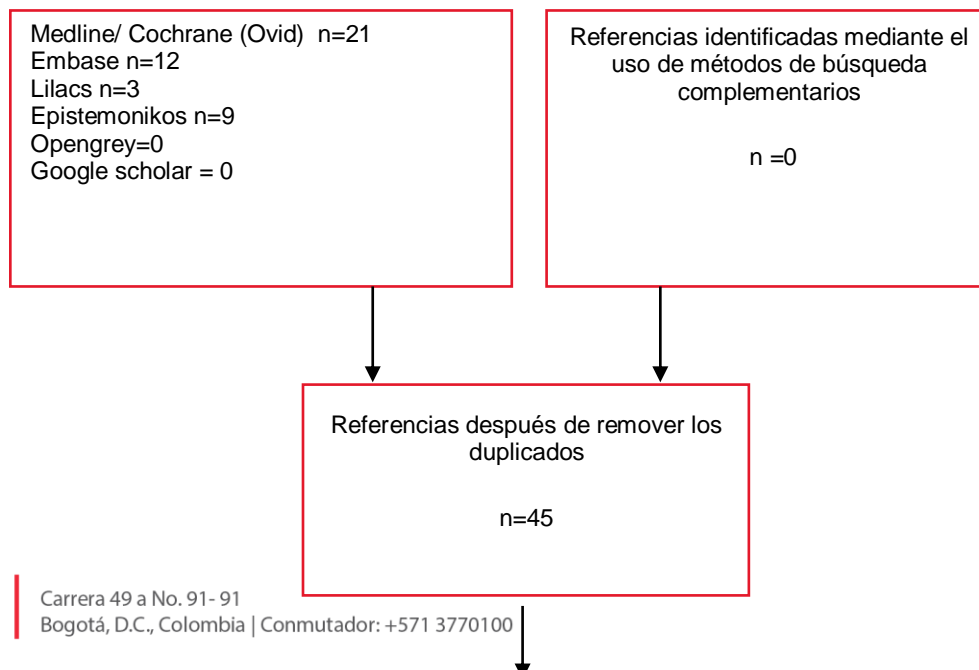 Medline/ Cochrane (Ovid) n=21
Embase n=12
Lilacs n=3
Epistemonikos n=9
Opengrey=0
Google scholar = 0
Referencias identificadas mediante el
uso de métodos de búsqueda
complementarios
n =0
Referencias después de remover los
duplicados
n=45
Carrera 49 a No. 91- 91
Bogotá, D.C., Colombia | Conmutador: +571 3770100